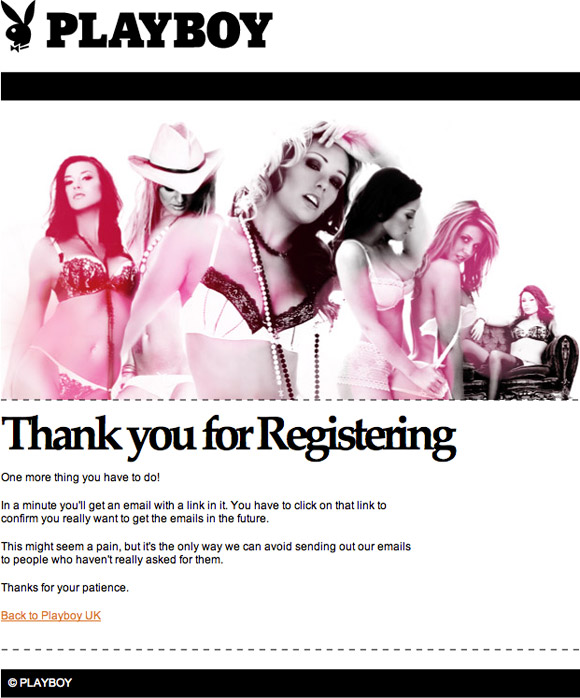 PLAYBOY
Thank you for Registering
One more thing you have to do!
In a minute you'll get an email with a link in it. You have to click on that link to
confirm you really want to get the emails in the future.
This might seem a pain, but it's the only way we can avoid sending out our emails
to people who haven't really asked for them.
Thanks for your patience.
Back to Playboy UK
© PLAYBOY